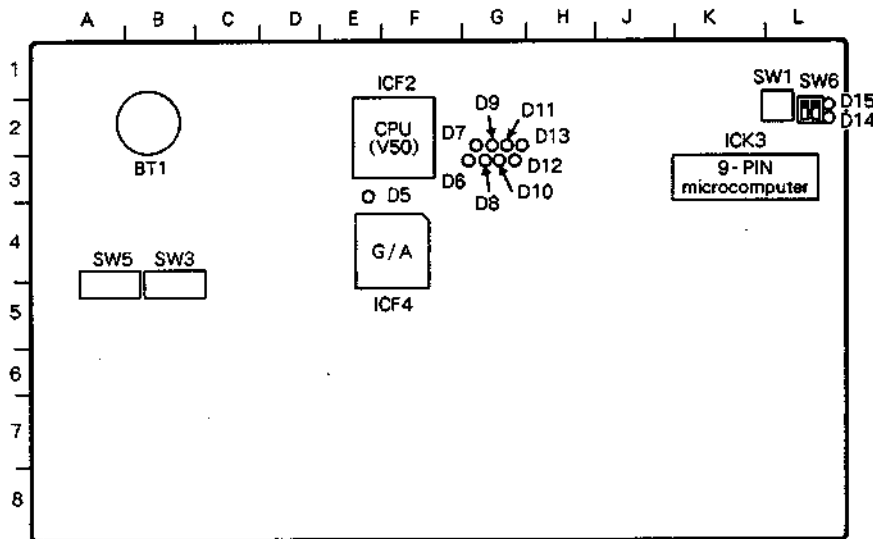 A B C D E F G H J K L
1
2
3
4
5
6
7
8
ICF2
CPU
(V50)
BT1
D9
D11
D7
D13
D6
D12
D8
D10
D5
G/A
ICF4
SW5
SW3
SW1
SW6
D15
D14
ICK3
9-PIN
microcomputer